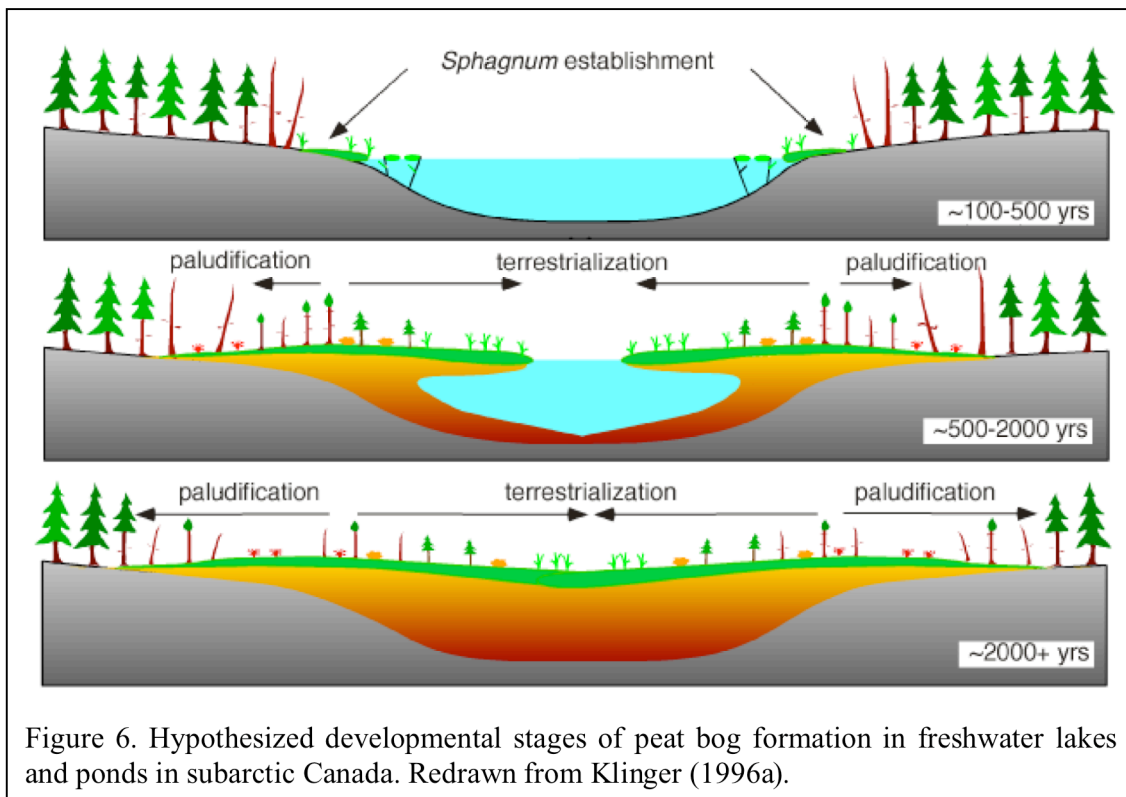 Sphagnum establishment
~100-500 yrs
paludification terrestrialization paludification
~500-2000 yrs
paludification terrestrialization paludification
~2000+ yrs
Figure 6. Hypothesized developmental stages of peat bog formation in freshwater lakes
and ponds in subarctic Canada. Redrawn from Klinger (1996a).